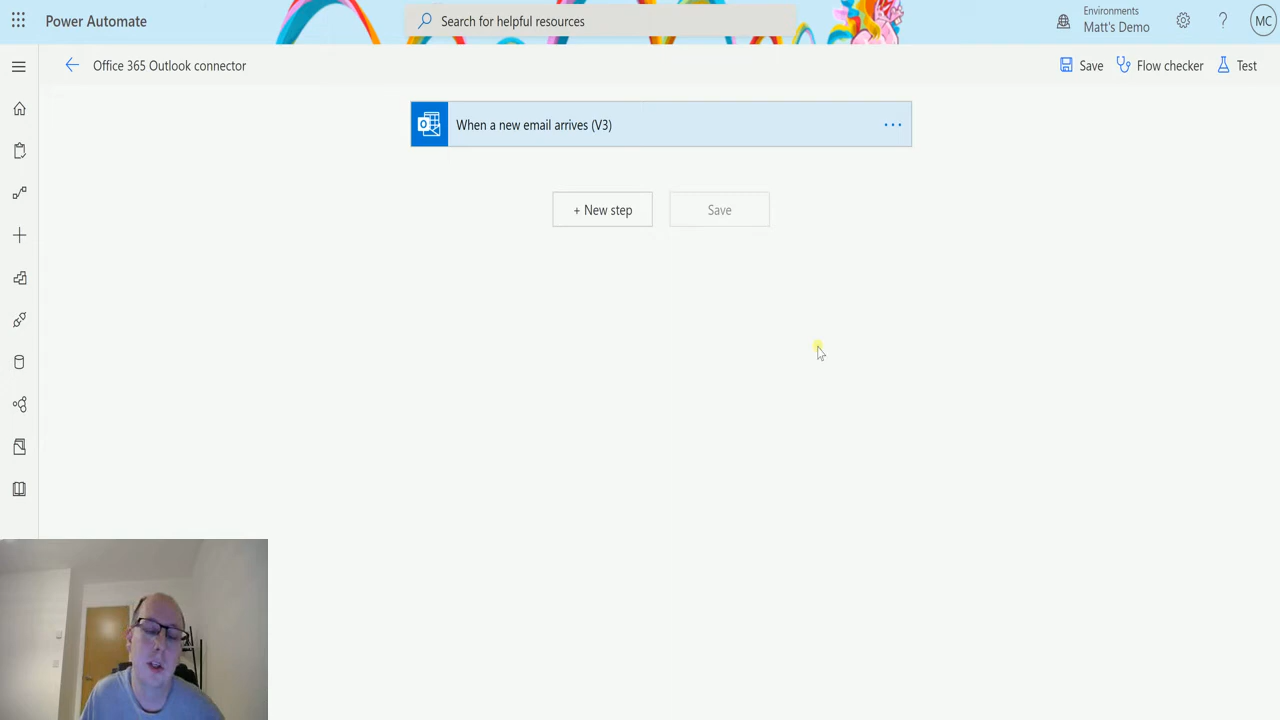 Power Automate
Search for helpful resources
Environments
Matt's Demo
MC
Office 365 Outlook connector
Save
Flow checker
Test
When a new email arrives (V3)
+ New step
Save